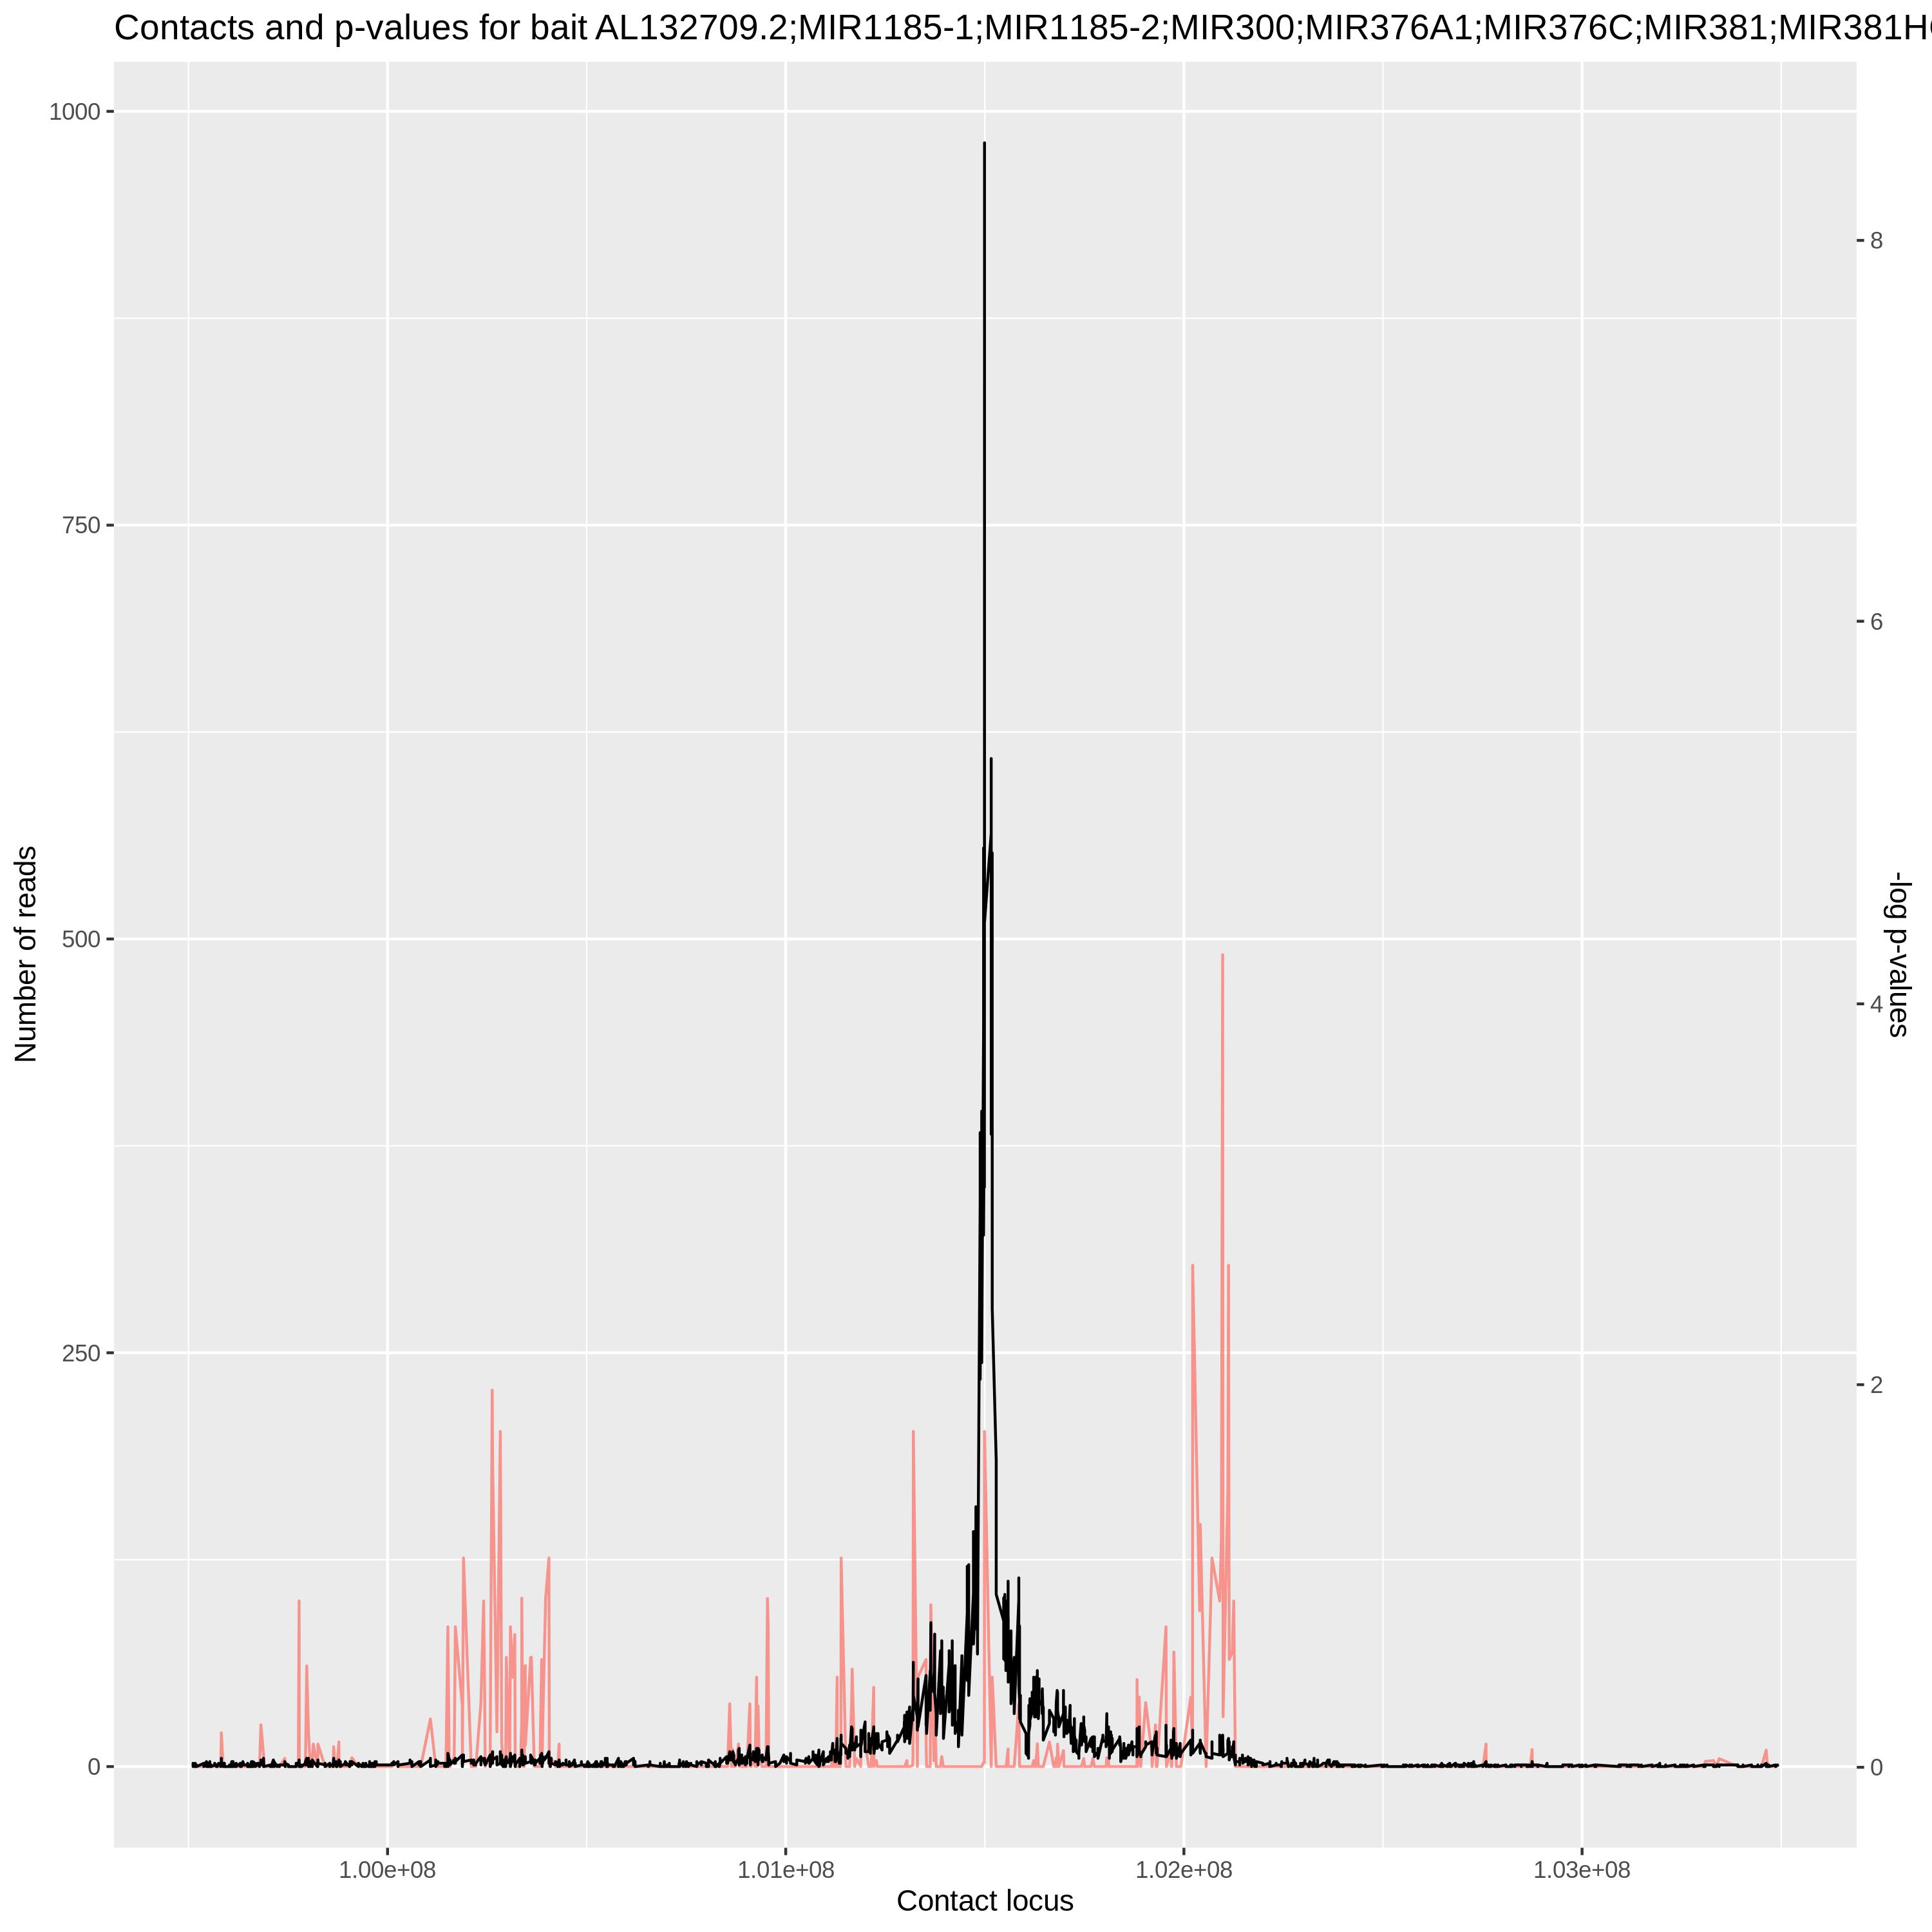 Contacts and p-values for bait AL132709.2;MIR1185-1;MIR1185-2;MIR300;MIR376A1;MIR376C;MIR381;MIR381H
1000
750
500
250
0
Number of reads
8
6
4
2
0
-log p-values
1.00e+08
1.01e+08
1.02e+08
1.03e+08
Contact locus